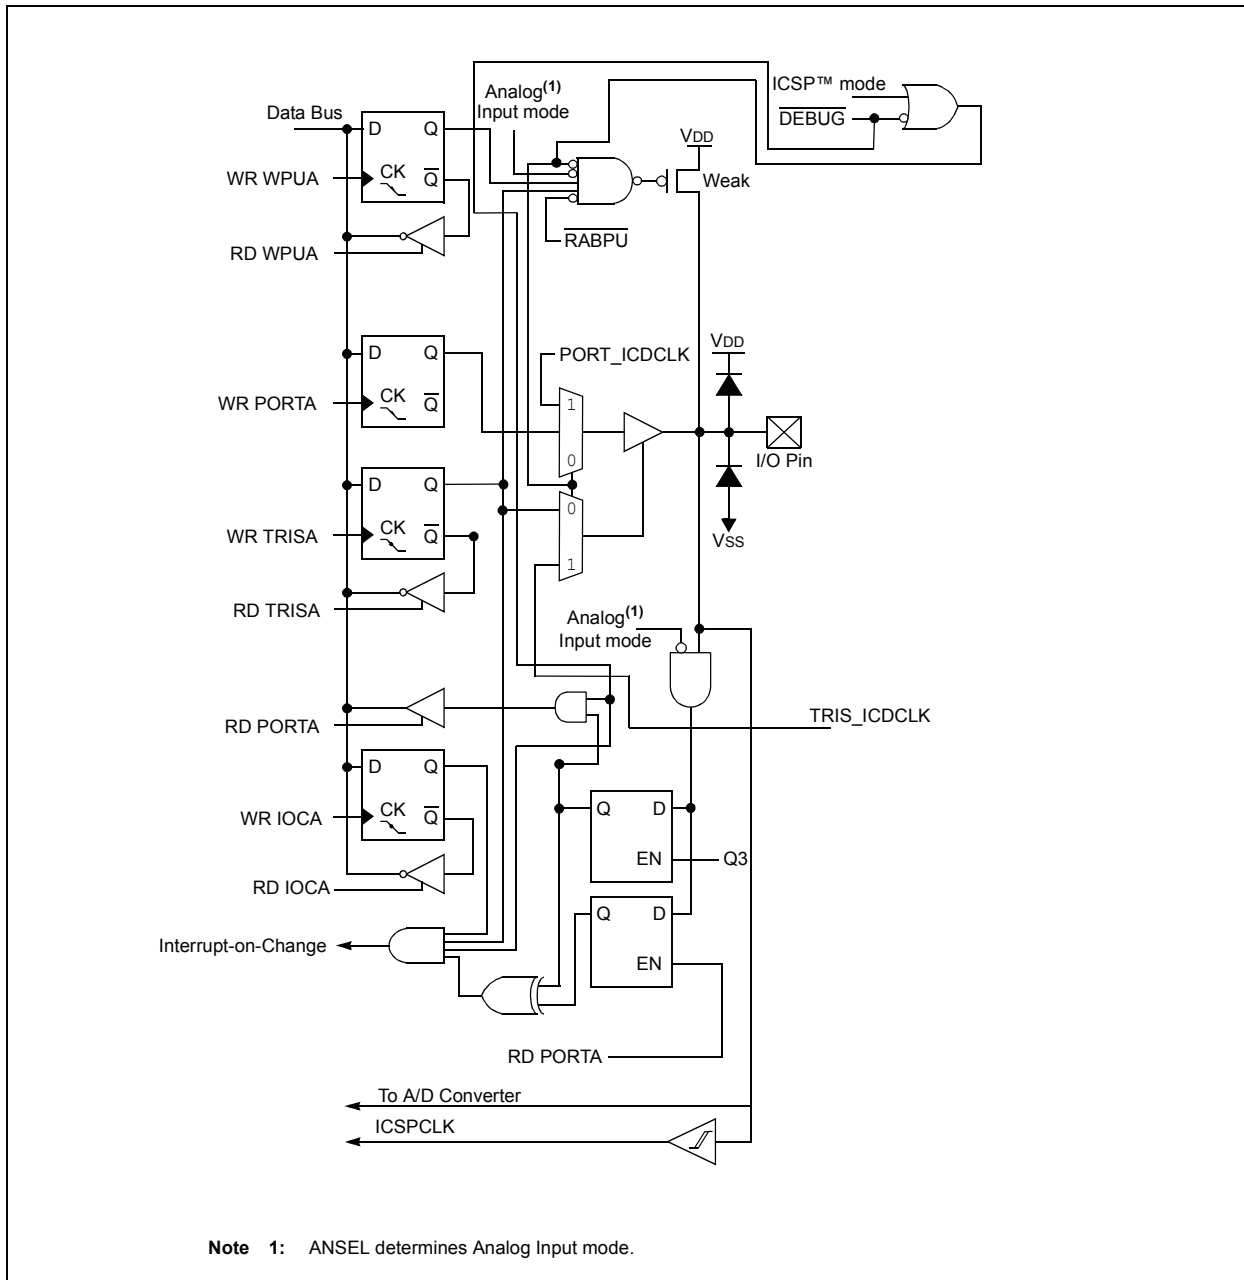 ICSP™ mode
Analog(1)
Input mode
Data Bus
DEBUG
VDD
D Q
WR WPUA
CK Q
Weak
RABPU
RD WPUA
VDD
D Q
PORT_ICDCLK
WR PORTA
CK Q
1
0
I/O Pin
D Q
0
WR TRISA
CK Q
VSS
1
RD TRISA
Analog(1)
Input mode
RD PORTA
TRIS_ICDCLK
D Q
WR IOCA
CK Q
Q D
EN
Q3
RD IOCA
Q D
Interrupt-on-Change
EN
RD PORTA
To A/D Converter
ICSPCLK
Note 1: ANSEL determines Analog Input mode.